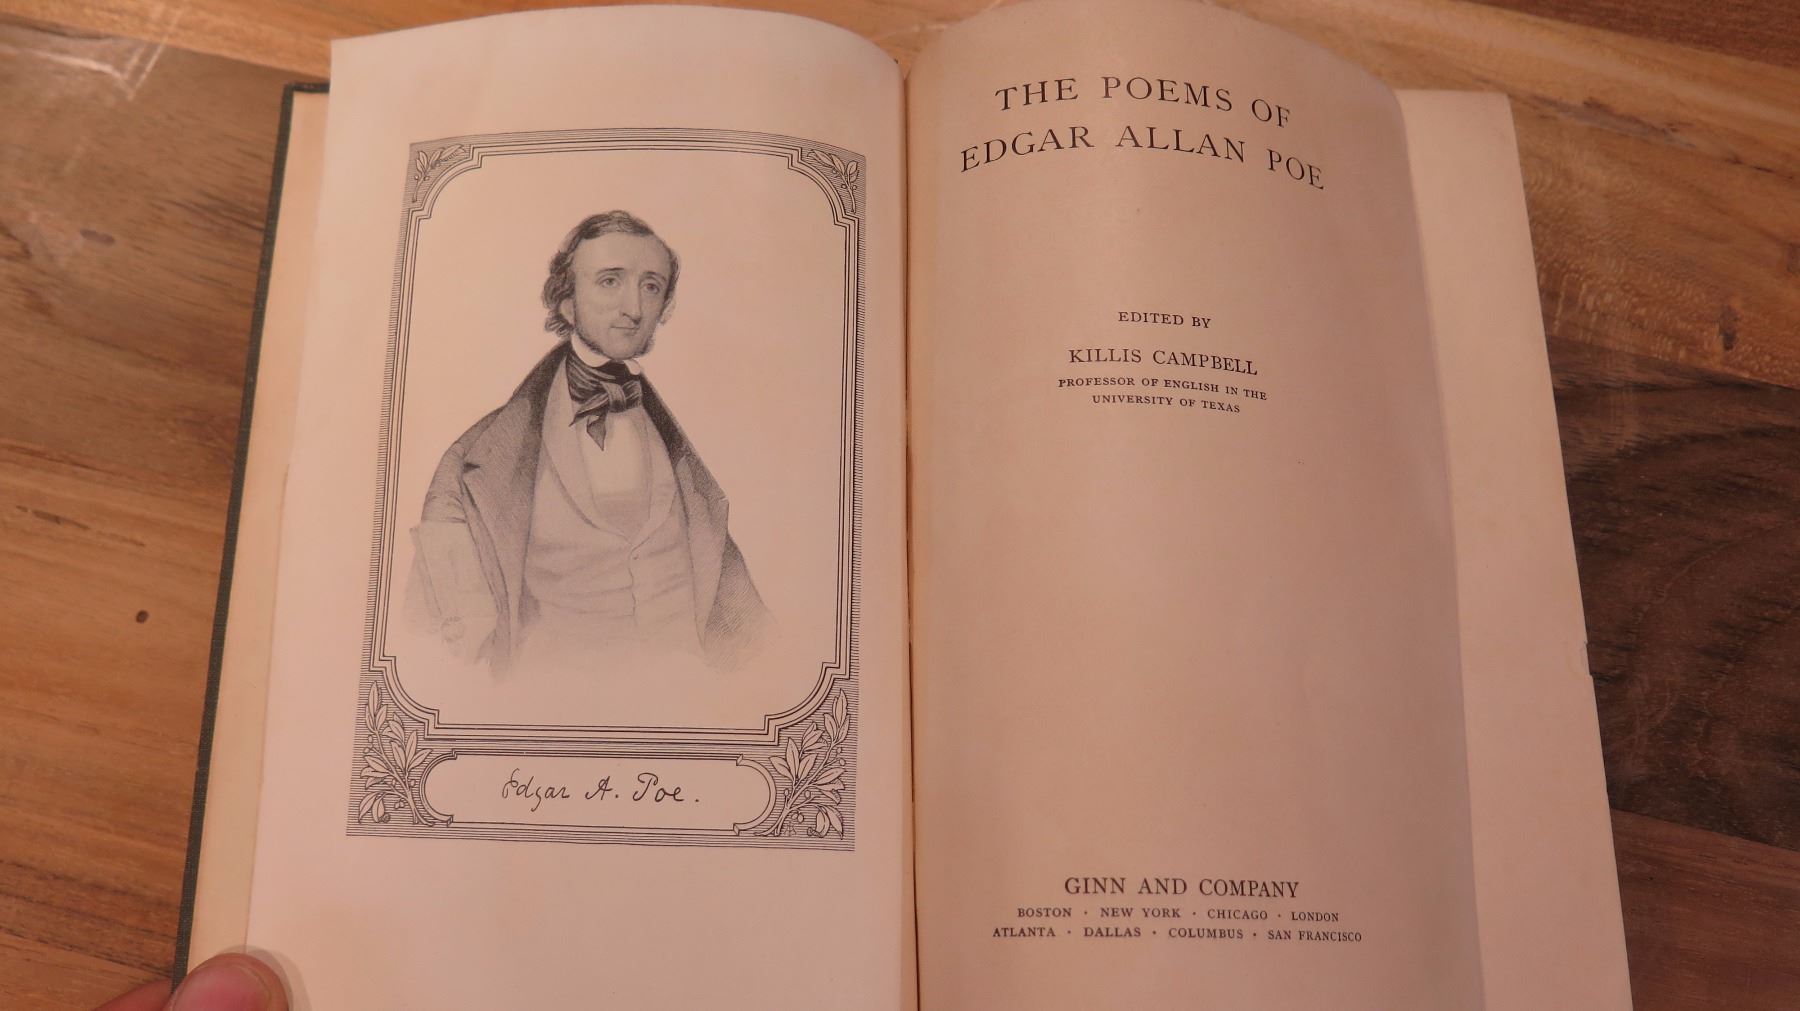 Edgar A. Poe.
THE POEMS OF
EDGAR ALLAN POE
EDITED BY
KILLIS CAMPBELL
PROFESSOR OF ENGLISH IN THE
UNIVERSITY OF TEXAS
GINN AND COMPANY
BOSTON · NEW YORK · CHICAGO · LONDON
ATLANTA · DALLAS · COLUMBUS · SAN FRANCISCO